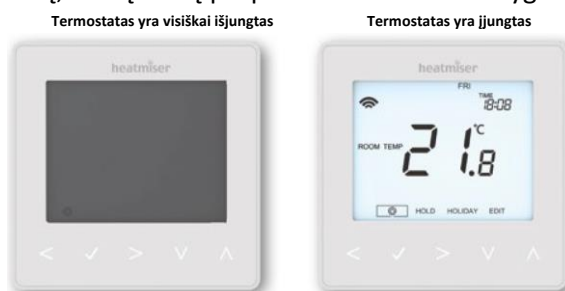 Termostatas yra visiškai išjungtas
Termostatas yra įjungtas
heatmiser
heatmiser
FRI
TIME
18:08
ROOM TEMP
21.8
°C
HOLD HOLIDAY EDIT